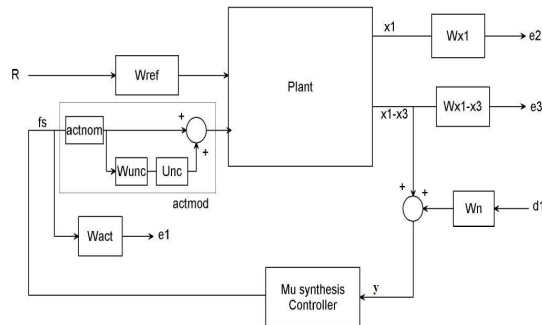 x1
Wx1
e2
R
Wref
Plant
x1-x3
Wx1-x3
e3
fs
actnom
+
+
Wunc
Unc
actmod
+
+
Wn
d1
Wact
e1
Mu synthesis
Controller
y